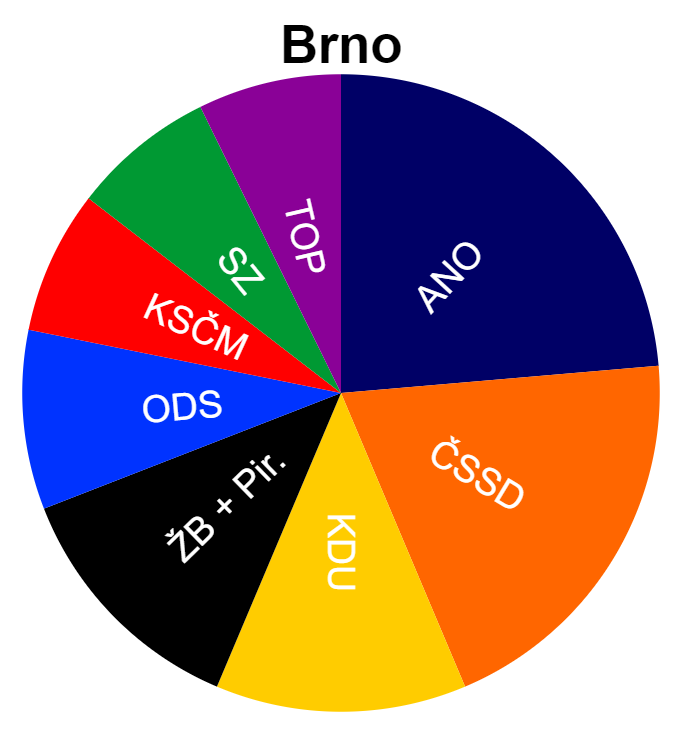 Brno
ANO
ČSSD
KDU
ŽB + Pir.
ODS
KSČM
SZ
TOP